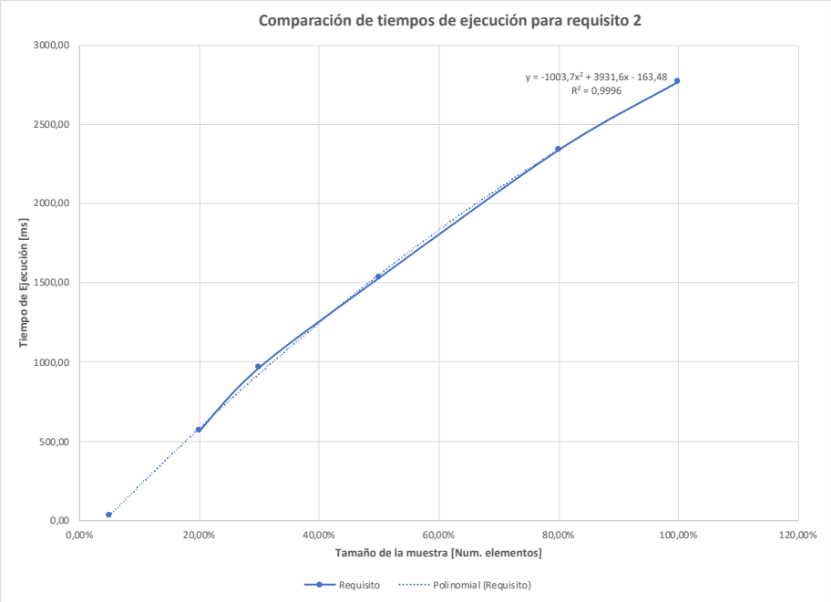 Comparación de tiempos de ejecución para requisito 2
3000,00
y = -1003,7x² + 3931,6x - 163,48
R² = 0,9996
2500,00
2000,00
Tiempo de Ejecución [ms]
1500,00
1000,00
500,00
0,00
0,00% 20,00% 40,00% 60,00% 80,00% 100,00% 120,00%
Tamaño de la muestra [Num. elementos]
Requisito Polinomial (Requisito)